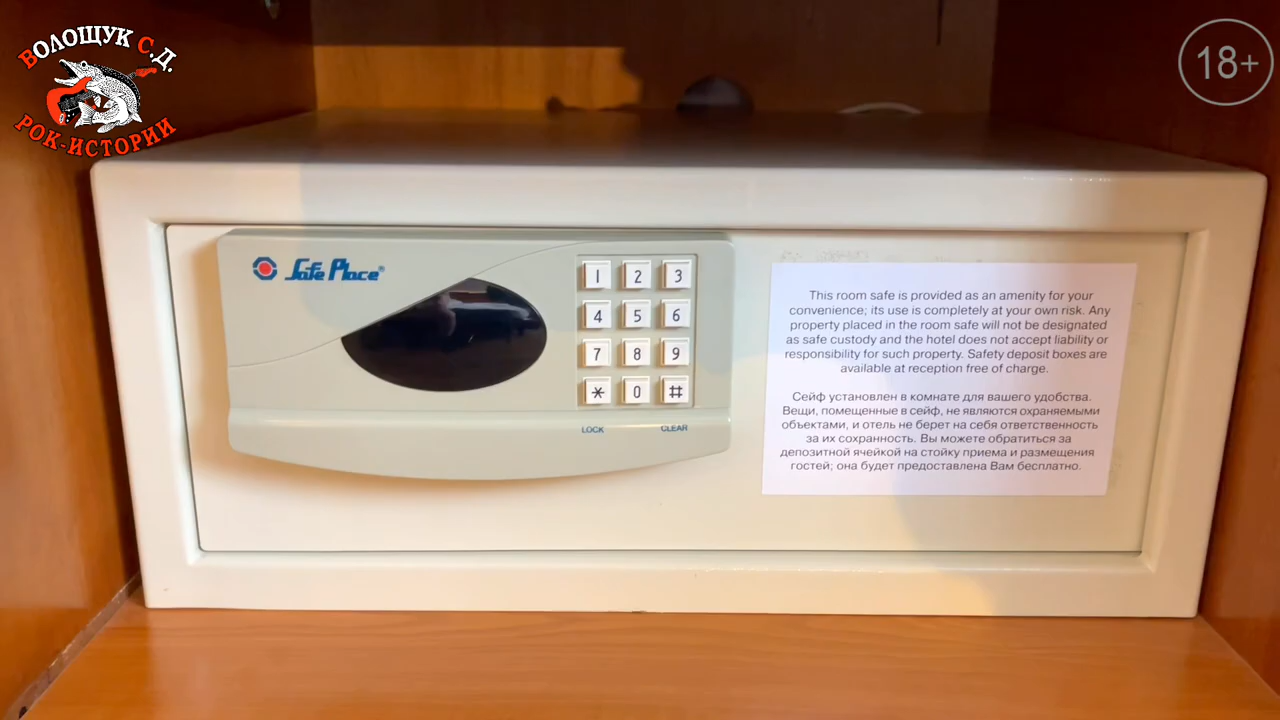 ВОЛОЩУК С.Д.
РОК-ИСТОРИИ
18+
Safe Place®
1 2 3
4 5 6
7 8 9
* 0 #
LOCK CLEAR
This room safe is provided as an amenity for your
convenience; its use is completely at your own risk. Any
property placed in the room safe will not be designated
as safe custody and the hotel does not accept liability or
responsibility for such property. Safety deposit boxes are
available at reception free of charge.
Сейф установлен в комнате для вашего удобства.
Вещи, помещенные в сейф, не являются охраняемыми
объектами, и отель не берет на себя ответственность
за их сохранность. Вы можете обратиться за
депозитной ячейкой на стойку приема и размещения
гостей; она будет предоставлена Вам бесплатно.